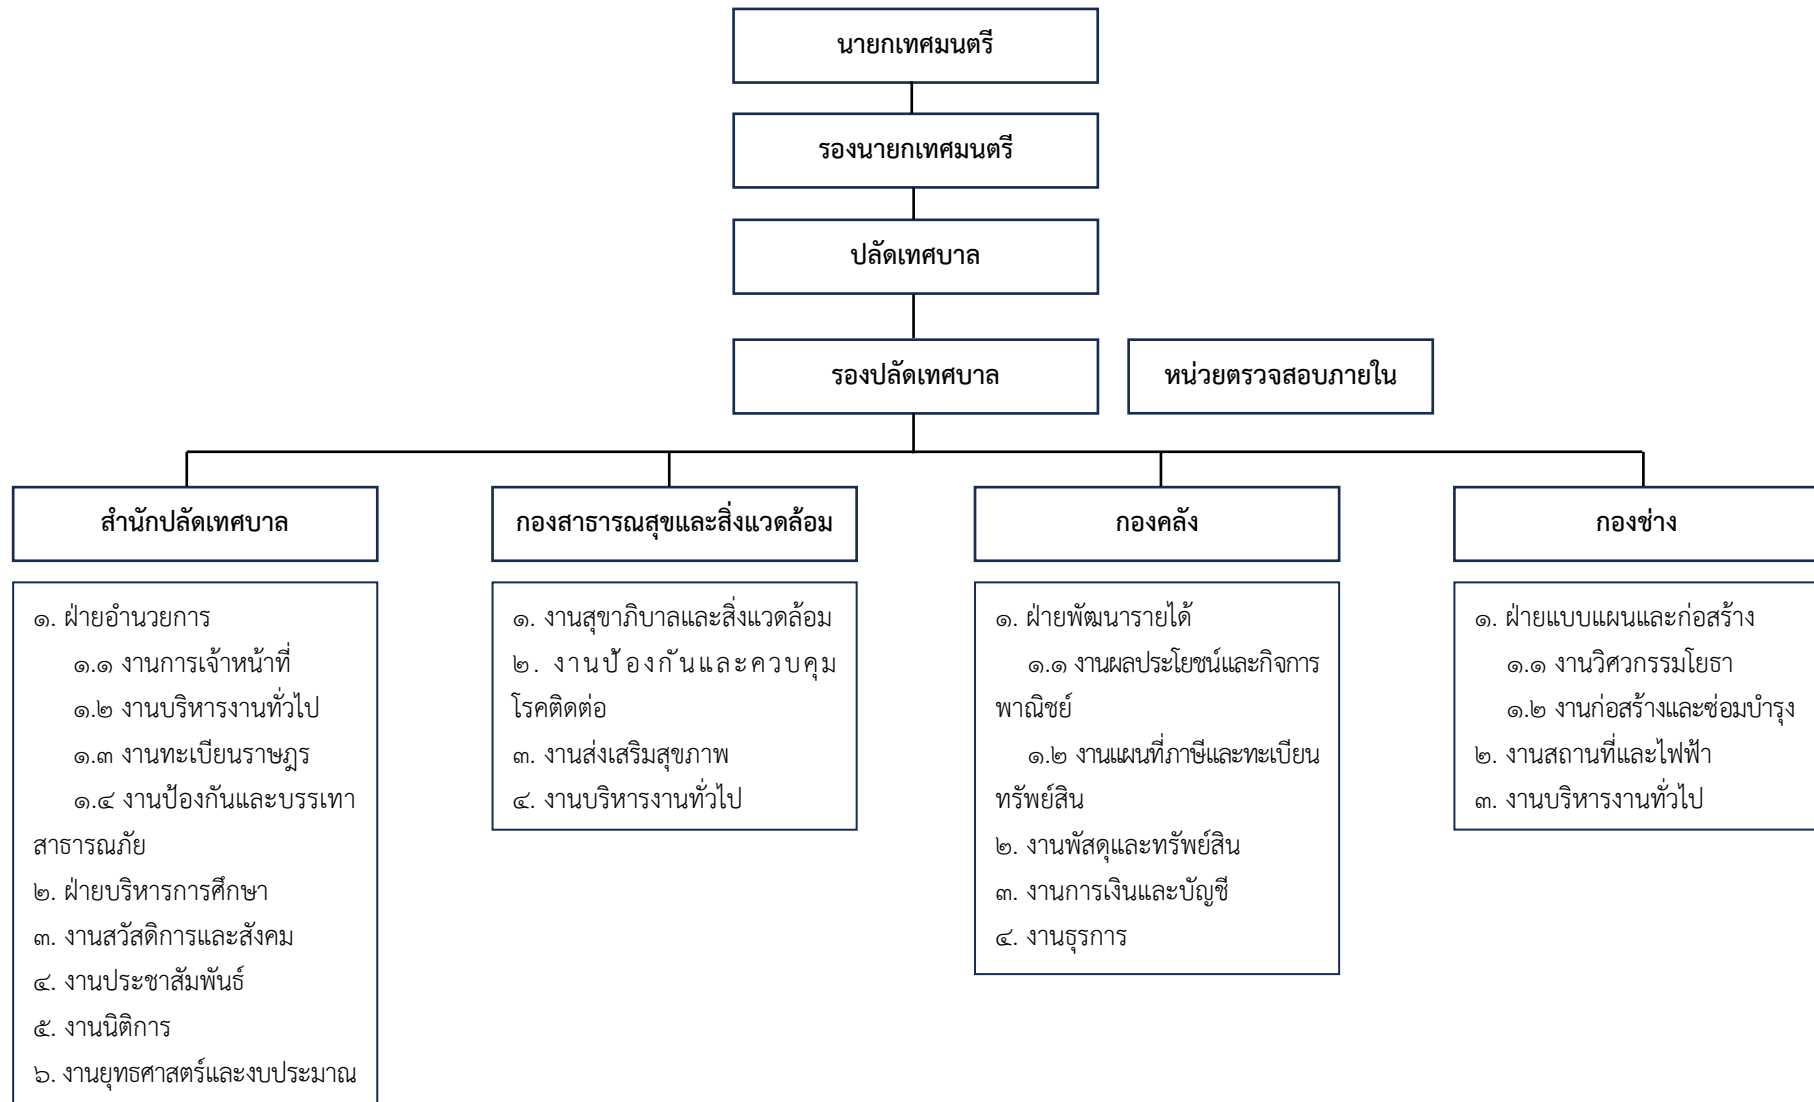 นายกเทศมนตรี
รองนายกเทศมนตรี
ปลัดเทศบาล
รองปลัดเทศบาล
หน่วยตรวจสอบภายใน
สำนักปลัดเทศบาล
๑. ฝ่ายอำนวยการ
๑.๑ งานการเจ้าหน้าที่
๑.๒ งานบริหารงานทั่วไป
๑.๓ งานทะเบียนราษฎร
๑.๔ งานป้องกันและบรรเทา
สาธารณภัย
๒. ฝ่ายบริหารการศึกษา
๓. งานสวัสดิการและสังคม
๔. งานประชาสัมพันธ์
๕. งานนิติการ
๖. งานยุทธศาสตร์และงบประมาณ
กองสาธารณสุขและสิ่งแวดล้อม
๑. งานสุขาภิบาลและสิ่งแวดล้อม
๒. งานป้องกันและควบคุม
โรคติดต่อ
๓. งานส่งเสริมสุขภาพ
๔. งานบริหารงานทั่วไป
กองคลัง
๑. ฝ่ายพัฒนารายได้
๑.๑ งานผลประโยชน์และกิจการ
พาณิชย์
๑.๒ งานแผนที่ภาษีและทะเบียน
ทรัพย์สิน
๒. งานพัสดุและทรัพย์สิน
๓. งานการเงินและบัญชี
๔. งานธุรการ
กองช่าง
๑. ฝ่ายแบบแผนและก่อสร้าง
๑.๑ งานวิศวกรรมโยธา
๑.๒ งานก่อสร้างและซ่อมบำรุง
๒. งานสถานที่และไฟฟ้า
๓. งานบริหารงานทั่วไป